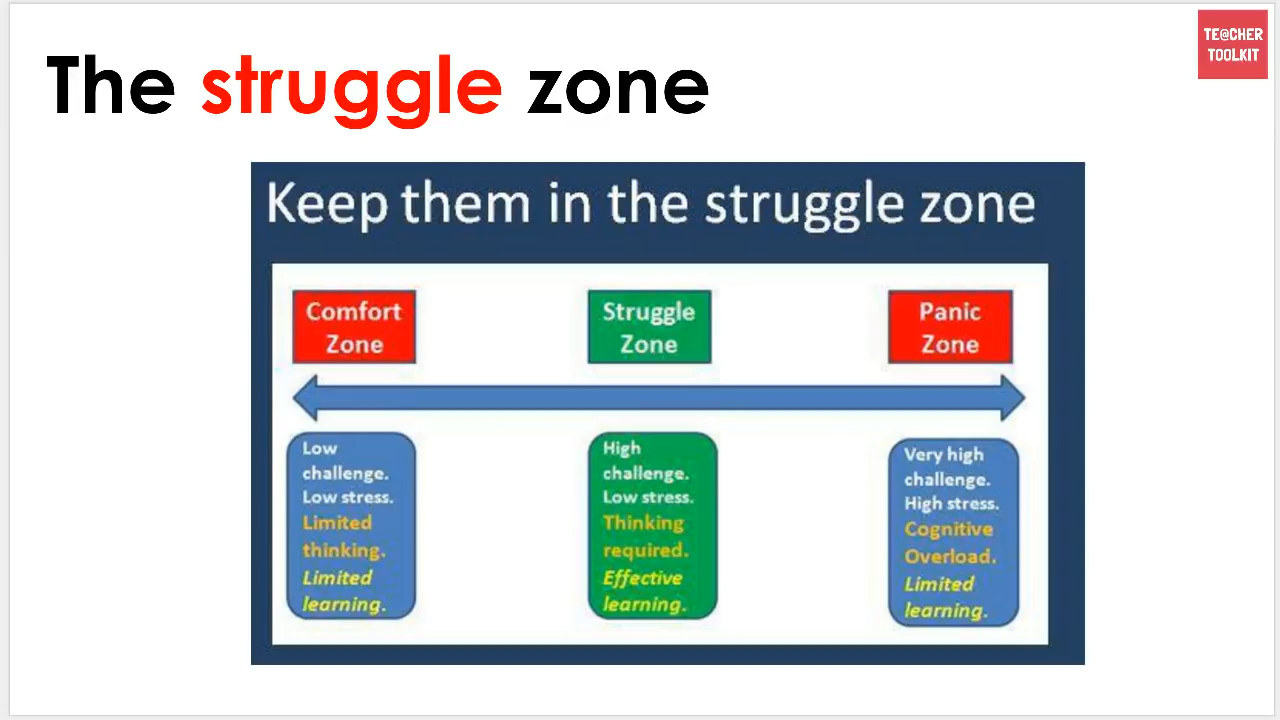 The struggle zone
TE@CHER
TOOLKIT
Keep them in the struggle zone
Comfort
Zone
Struggle
Zone
Panic
Zone
Low
challenge.
Low stress.
Limited
thinking.
Limited
learning.
High
challenge.
Low stress.
Thinking
required.
Effective
learning.
Very high
challenge.
High stress.
Cognitive
Overload.
Limited
learning.